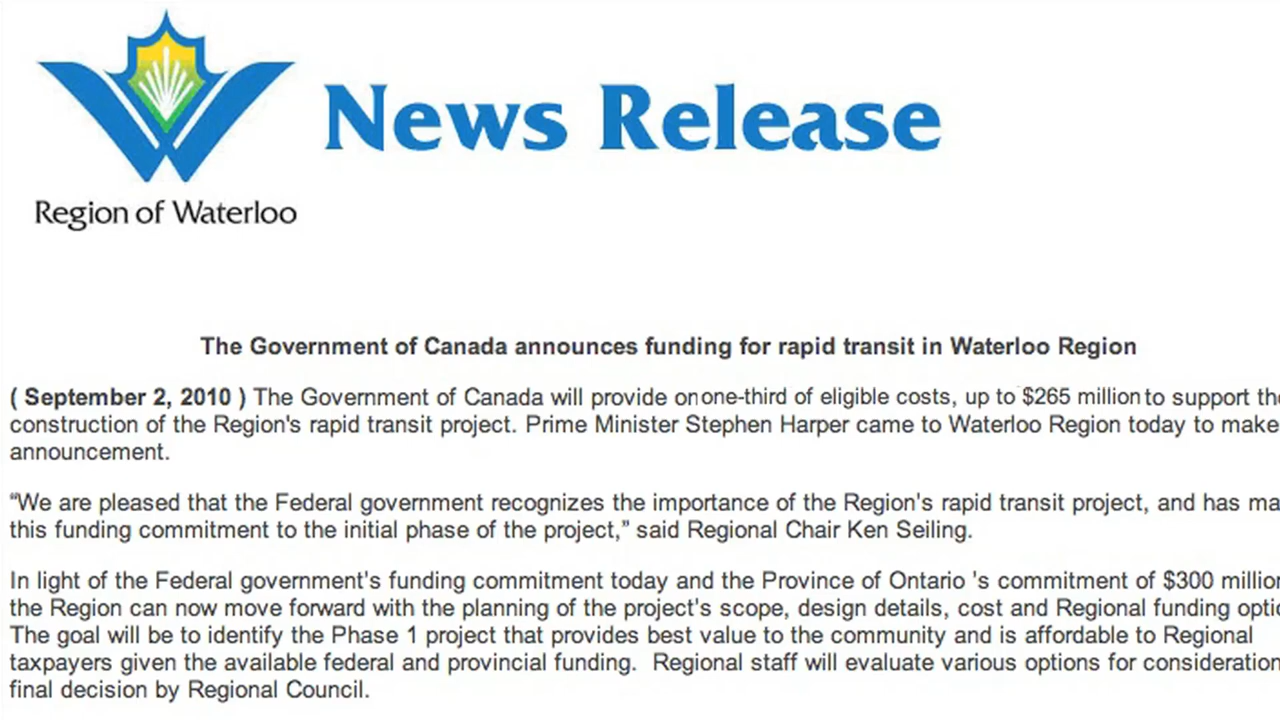 News Release
Region of Waterloo
The Government of Canada announces funding for rapid transit in Waterloo Region
( September 2, 2010 ) The Government of Canada will provide on one-third of eligible costs, up to $265 million to support the
construction of the Region's rapid transit project. Prime Minister Stephen Harper came to Waterloo Region today to make
announcement.
“We are pleased that the Federal government recognizes the importance of the Region's rapid transit project, and has ma
this funding commitment to the initial phase of the project,” said Regional Chair Ken Seiling.
In light of the Federal government's funding commitment today and the Province of Ontario 's commitment of $300 million
the Region can now move forward with the planning of the project's scope, design details, cost and Regional funding optio
The goal will be to identify the Phase 1 project that provides best value to the community and is affordable to Regional
taxpayers given the available federal and provincial funding. Regional staff will evaluate various options for consideration
final decision by Regional Council.